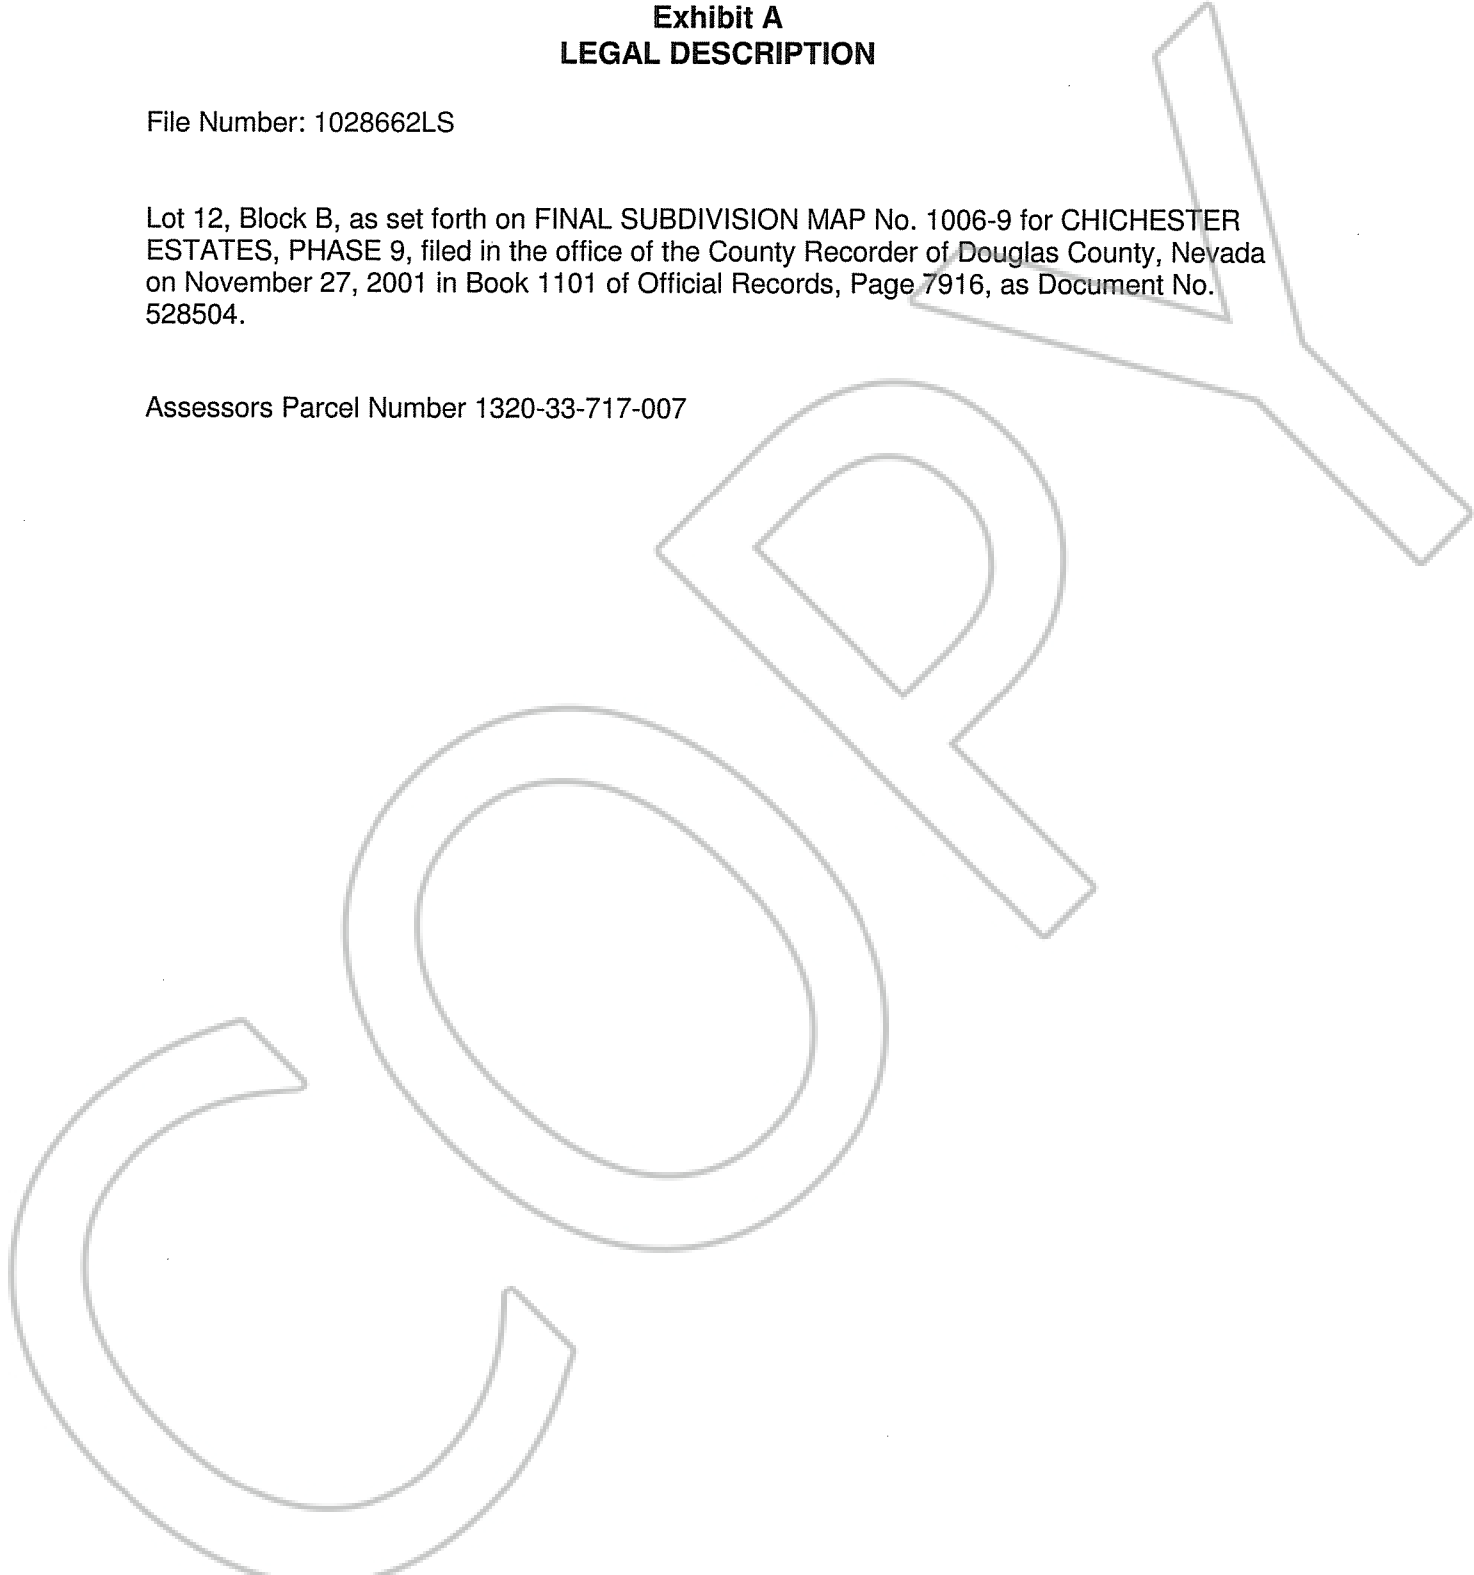 Exhibit A
LEGAL DESCRIPTION
File Number: 1028662LS
Lot 12, Block B, as set forth on FINAL SUBDIVISION MAP No. 1006-9 for CHICHESTER
ESTATES, PHASE 9, filed in the office of the County Recorder of Douglas County, Nevada
on November 27, 2001 in Book 1101 of Official Records, Page 7916, as Document No.
528504.
Assessors Parcel Number 1320-33-717-007
COPY